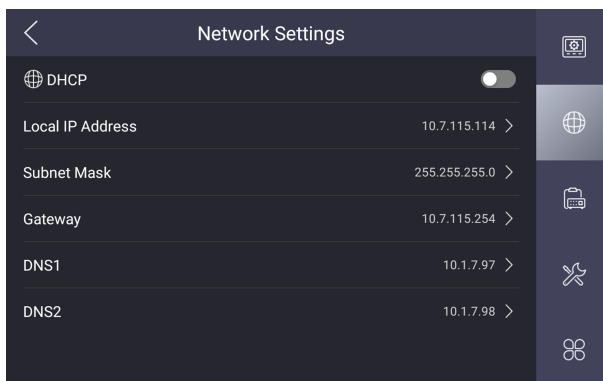 Network Settings
DHCP
Local IP Address 10.7.115.114
Subnet Mask 255.255.255.0
Gateway 10.7.115.254
DNS1 10.1.7.97
DNS2 10.1.7.98